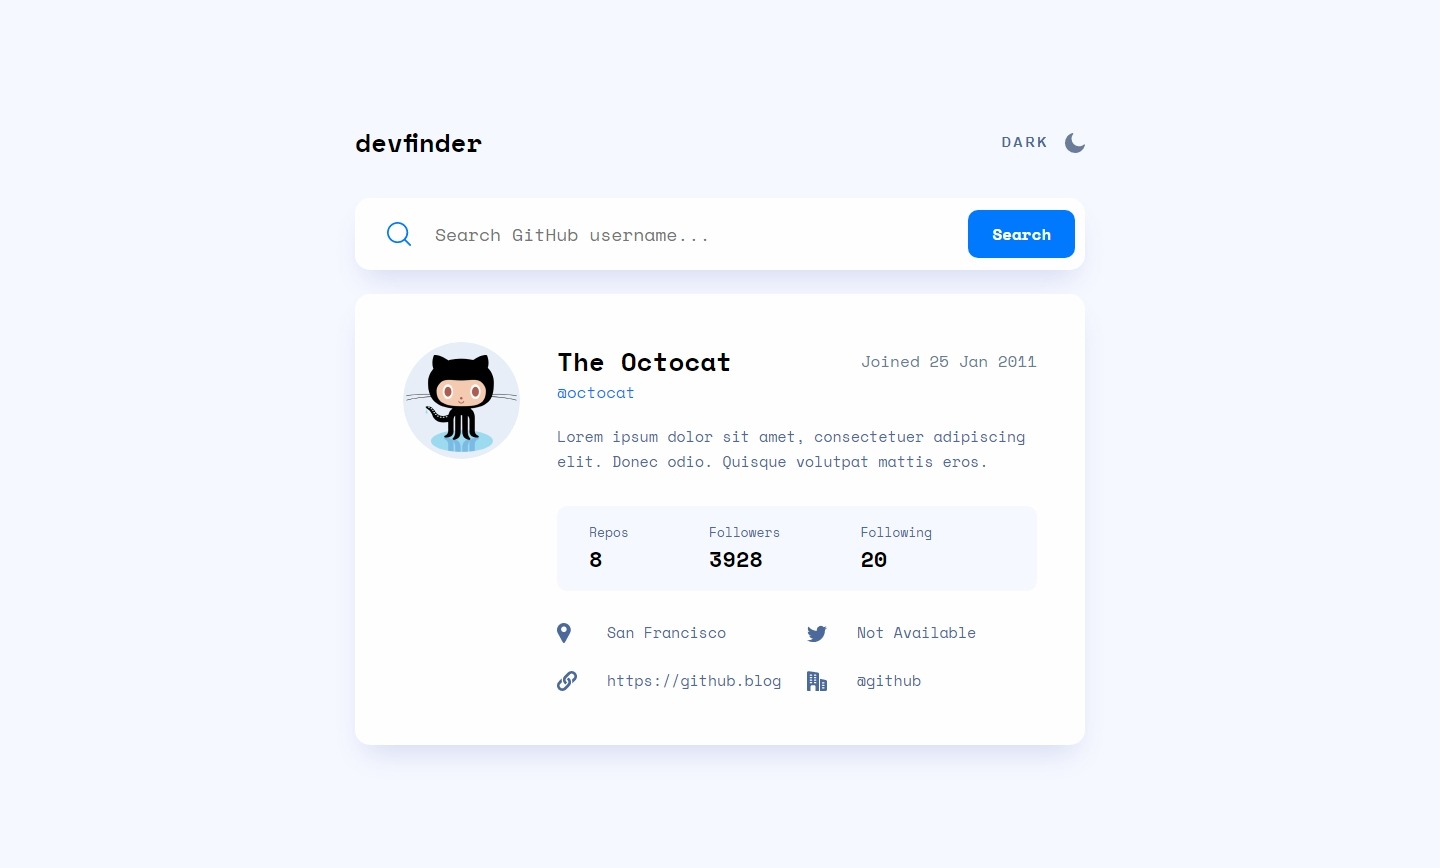 devfinder
DARK
Search GitHub username...
Search
The Octocat
Joined 25 Jan 2011
@octocat
Lorem ipsum dolor sit amet, consectetuer adipiscing
elit. Donec odio. Quisque volutpat mattis eros.
Repos
Followers
Following
8
3928
20
San Francisco
Not Available
https://github.blog
@github